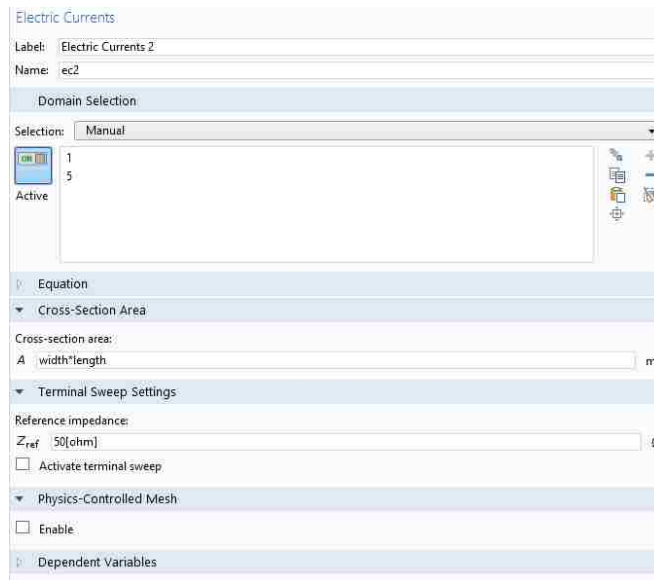 Electric Currents
Label: Electric Currents 2
Name: ec2
Domain Selection
Selection: Manual
ON
1
5
Active
Equation
Cross-Section Area
Cross-section area:
A width*length m
Terminal Sweep Settings
Reference impedance:
Zref 50[ohm]
Activate terminal sweep
Physics-Controlled Mesh
Enable
Dependent Variables